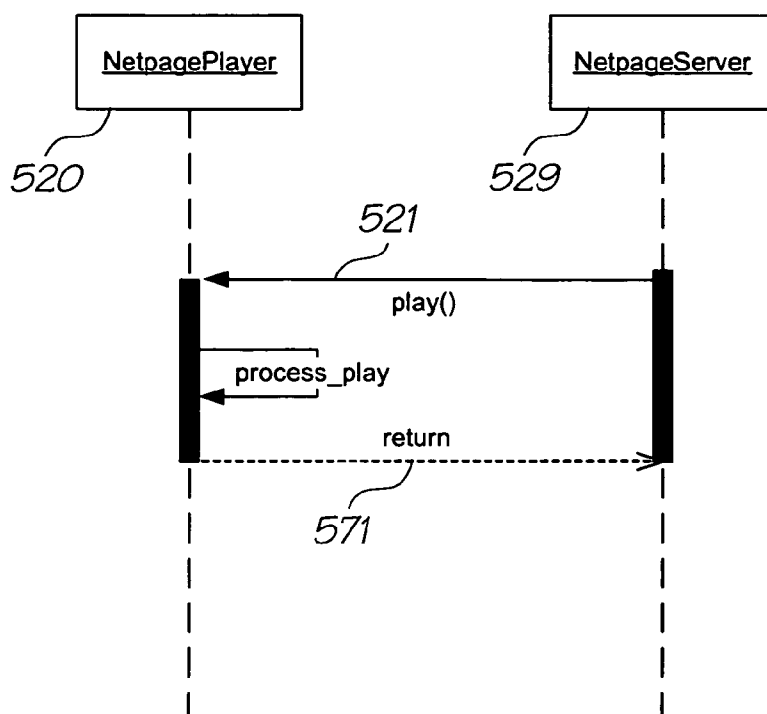 NetpagePlayer
NetpageServer
520
529
521
play()
process_play
return
571